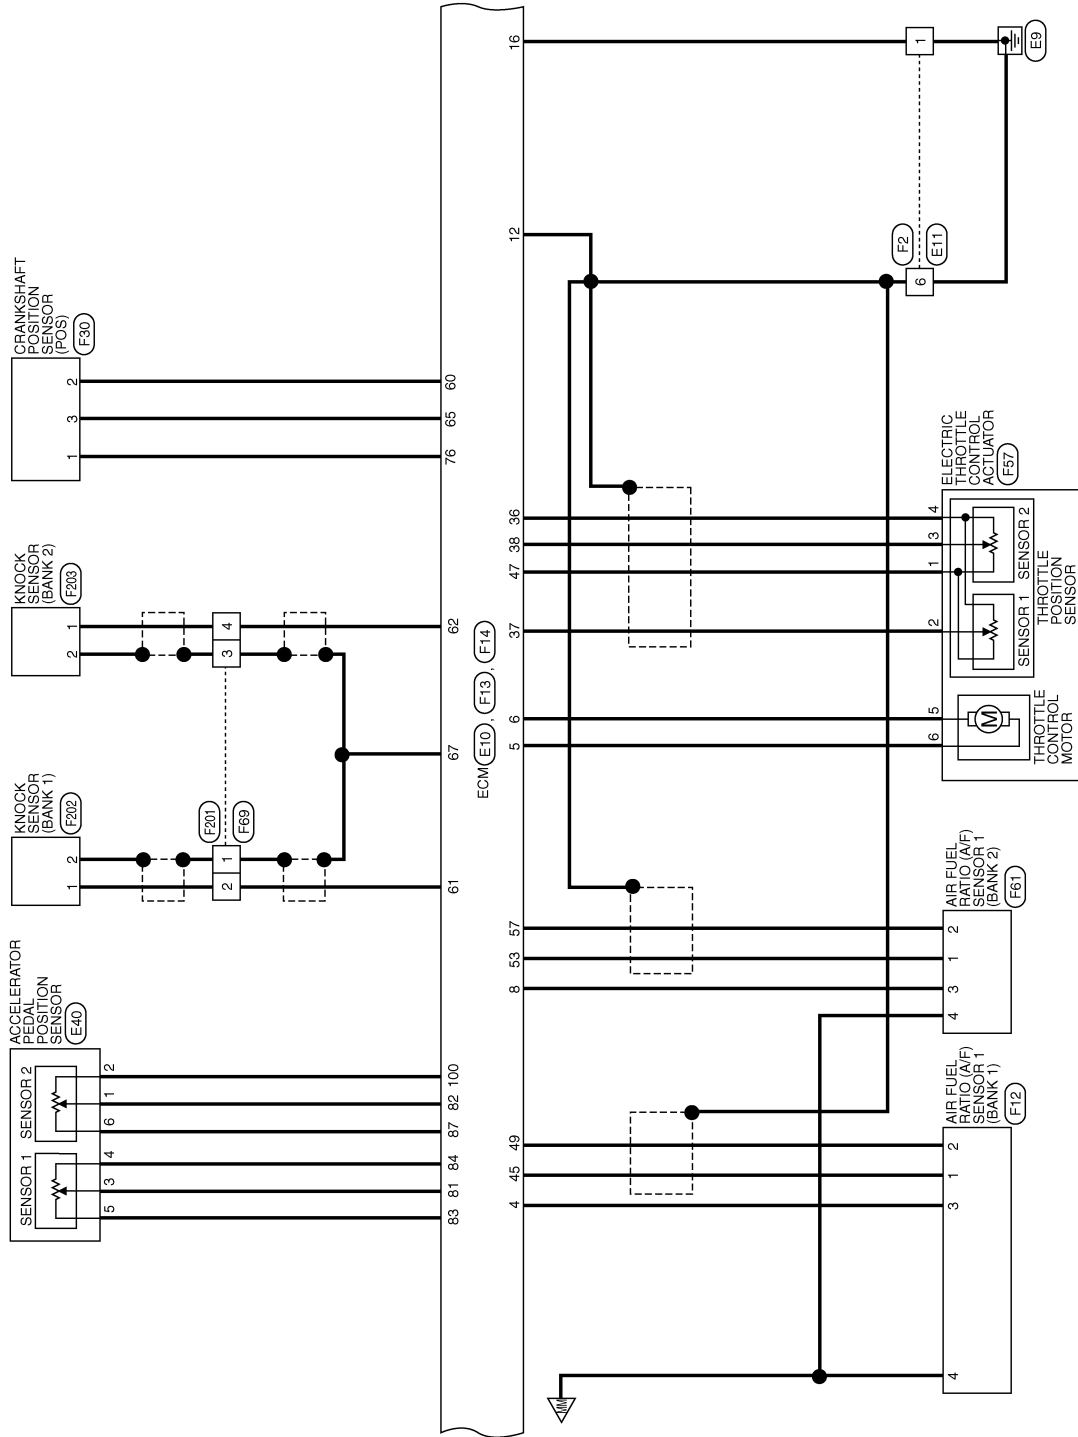 ACCELERATOR
PEDAL
POSITION
SENSOR
E40
SENSOR 1
SENSOR 2
5
3
4
6
1
2
83
81
84
87
82
100
KNOCK
SENSOR
(BANK 1)
F202
1
2
2
1
F201
F69
61
67
KNOCK
SENSOR
(BANK 2)
F203
2
1
3
4
62
CRANKSHAFT
POSITION
SENSOR
(POS)
F30
1
3
2
76
65
60
ECM E10 , F13 , F14
4
45
49
8
53
57
5
6
37
47
38
36
12
16
MM
4
3
1
2
AIR FUEL
RATIO (A/F)
SENSOR 1
(BANK 1)
F12
4
3
1
2
AIR FUEL
RATIO (A/F)
SENSOR 1
(BANK 2)
F61
6
5
2
1
3
4
M
THROTTLE
CONTROL
MOTOR
SENSOR 1
SENSOR 2
THROTTLE
POSITION
SENSOR
ELECTRIC
THROTTLE
CONTROL
ACTUATOR
F57
F2
E11
6
1
E9